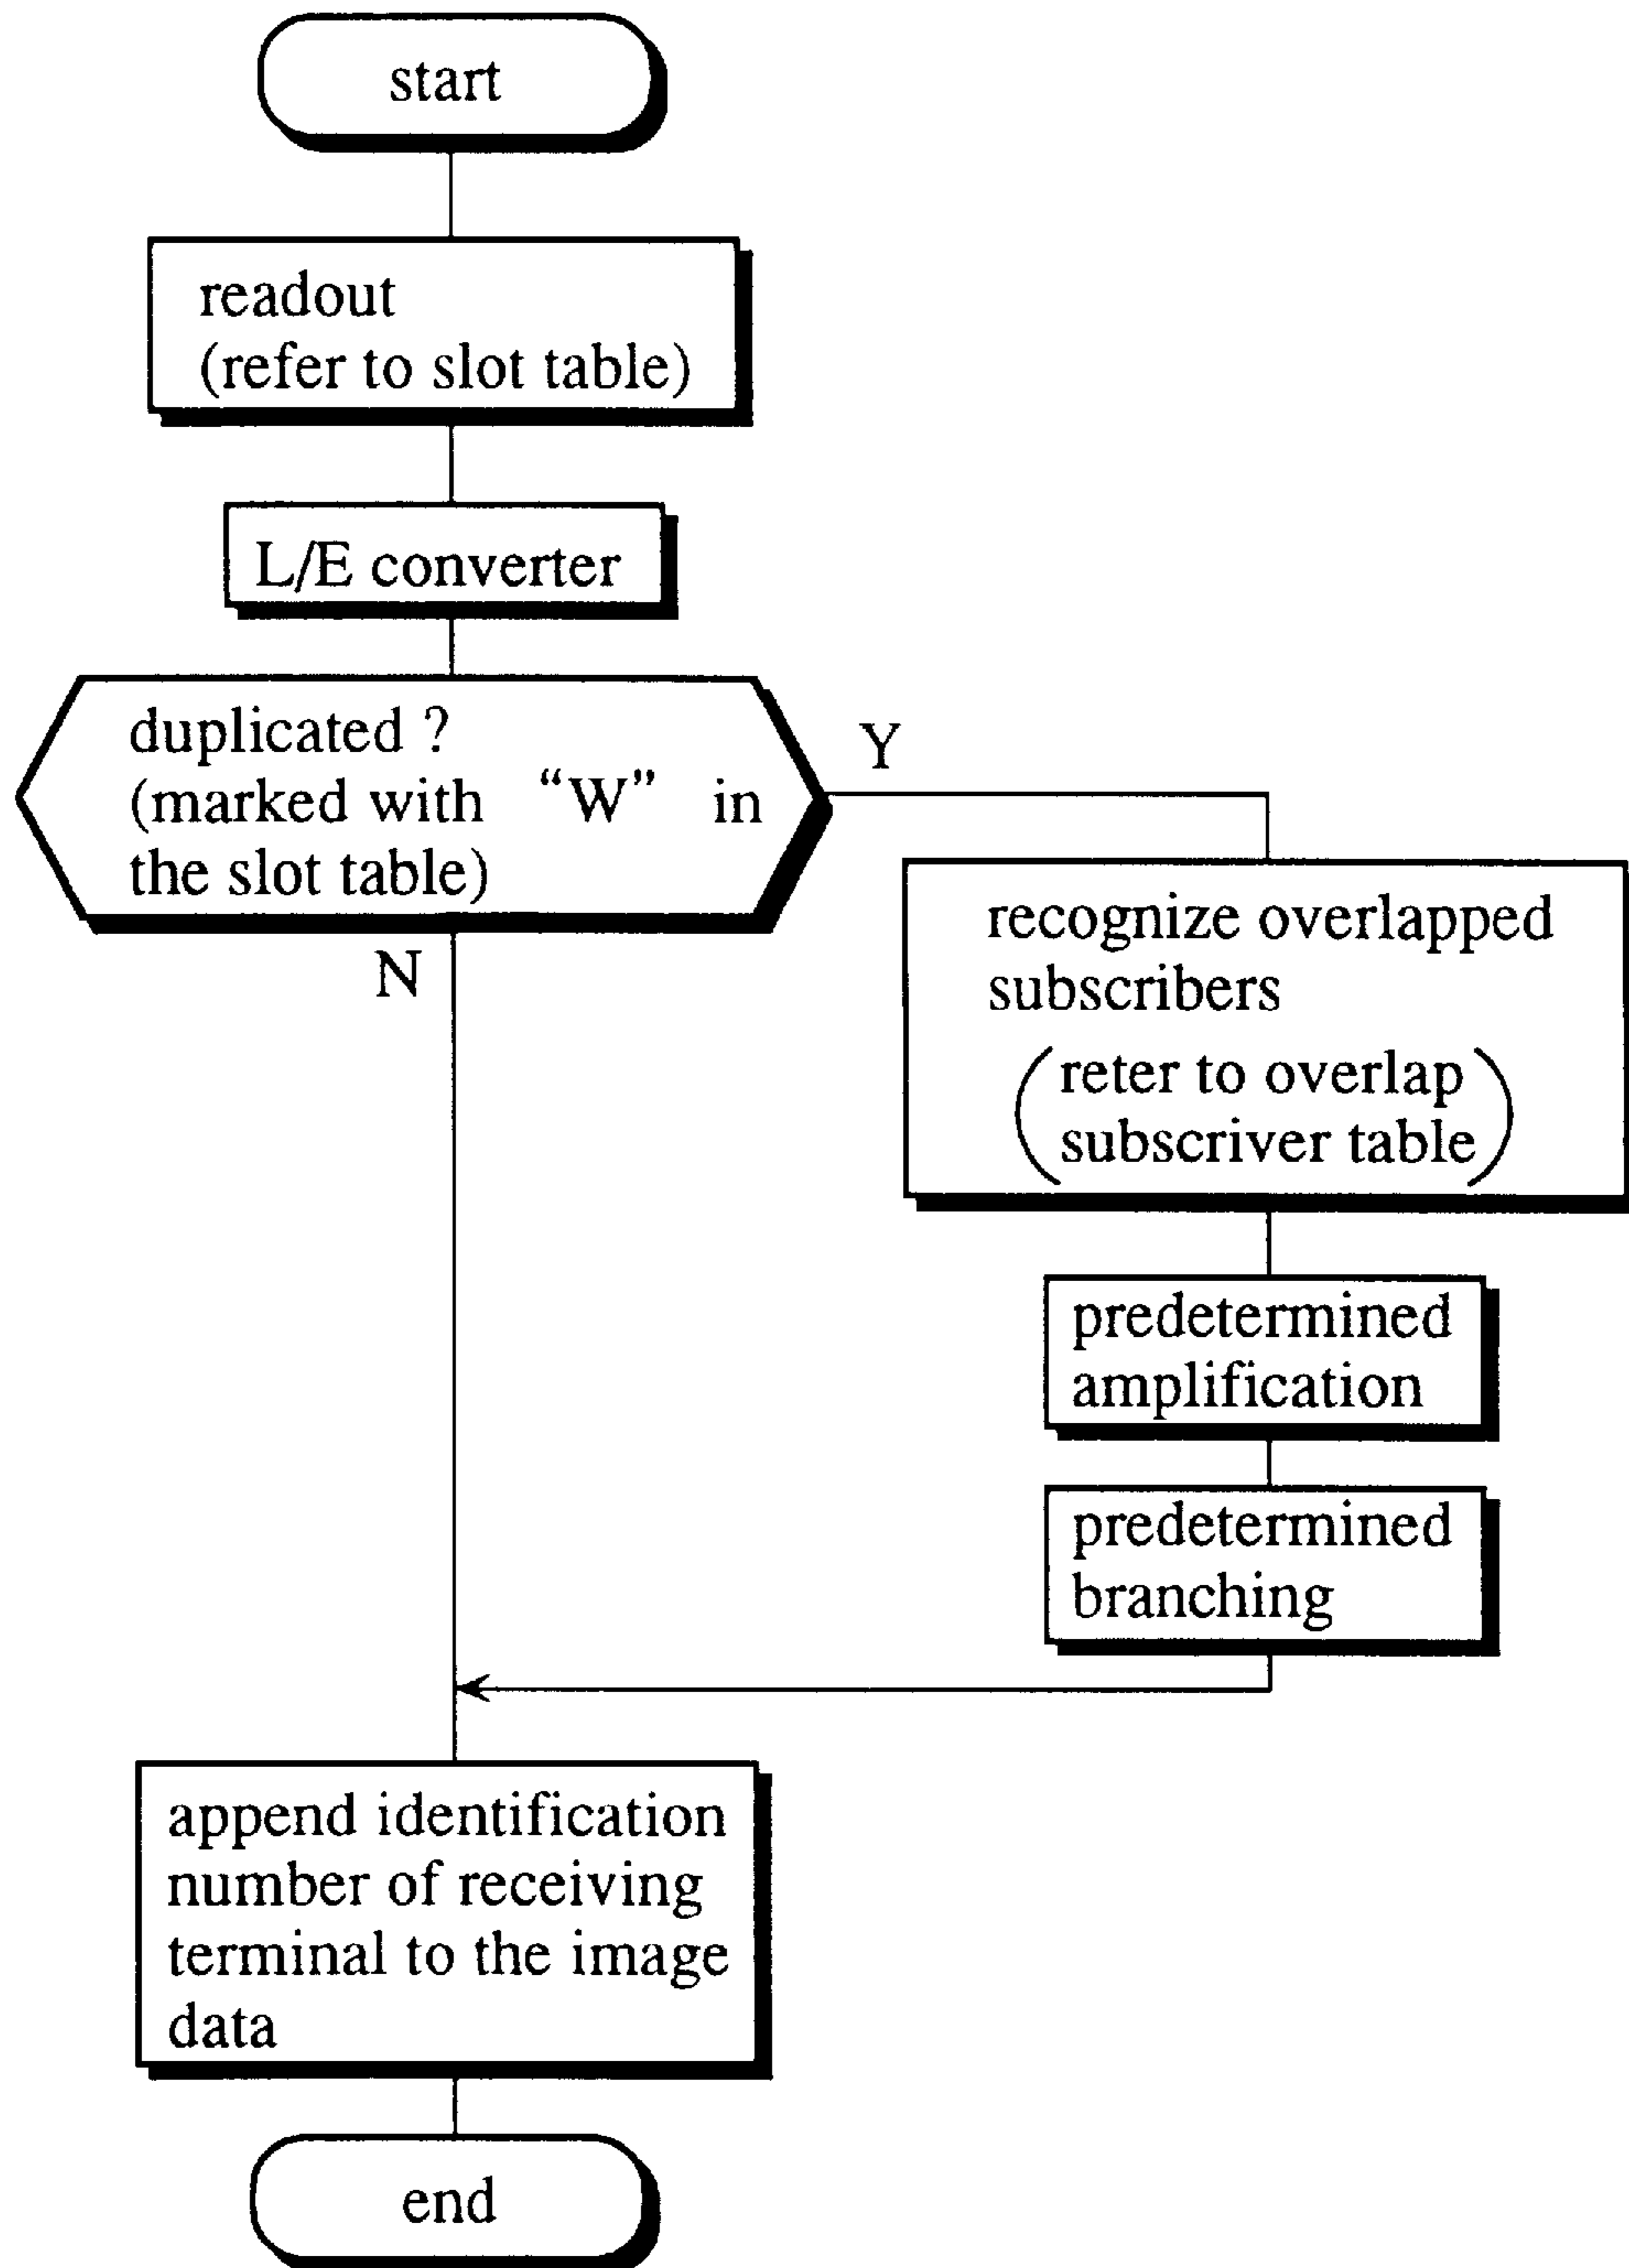 start
readout
(refer to slot table)
L/E converter
duplicated ?
(marked with “W” in
the slot table)
Y
N
recognize overlapped
subscribers
(reter to overlap
subscriver table)
predetermined
amplification
predetermined
branching
append identification
number of receiving
terminal to the image
data
end